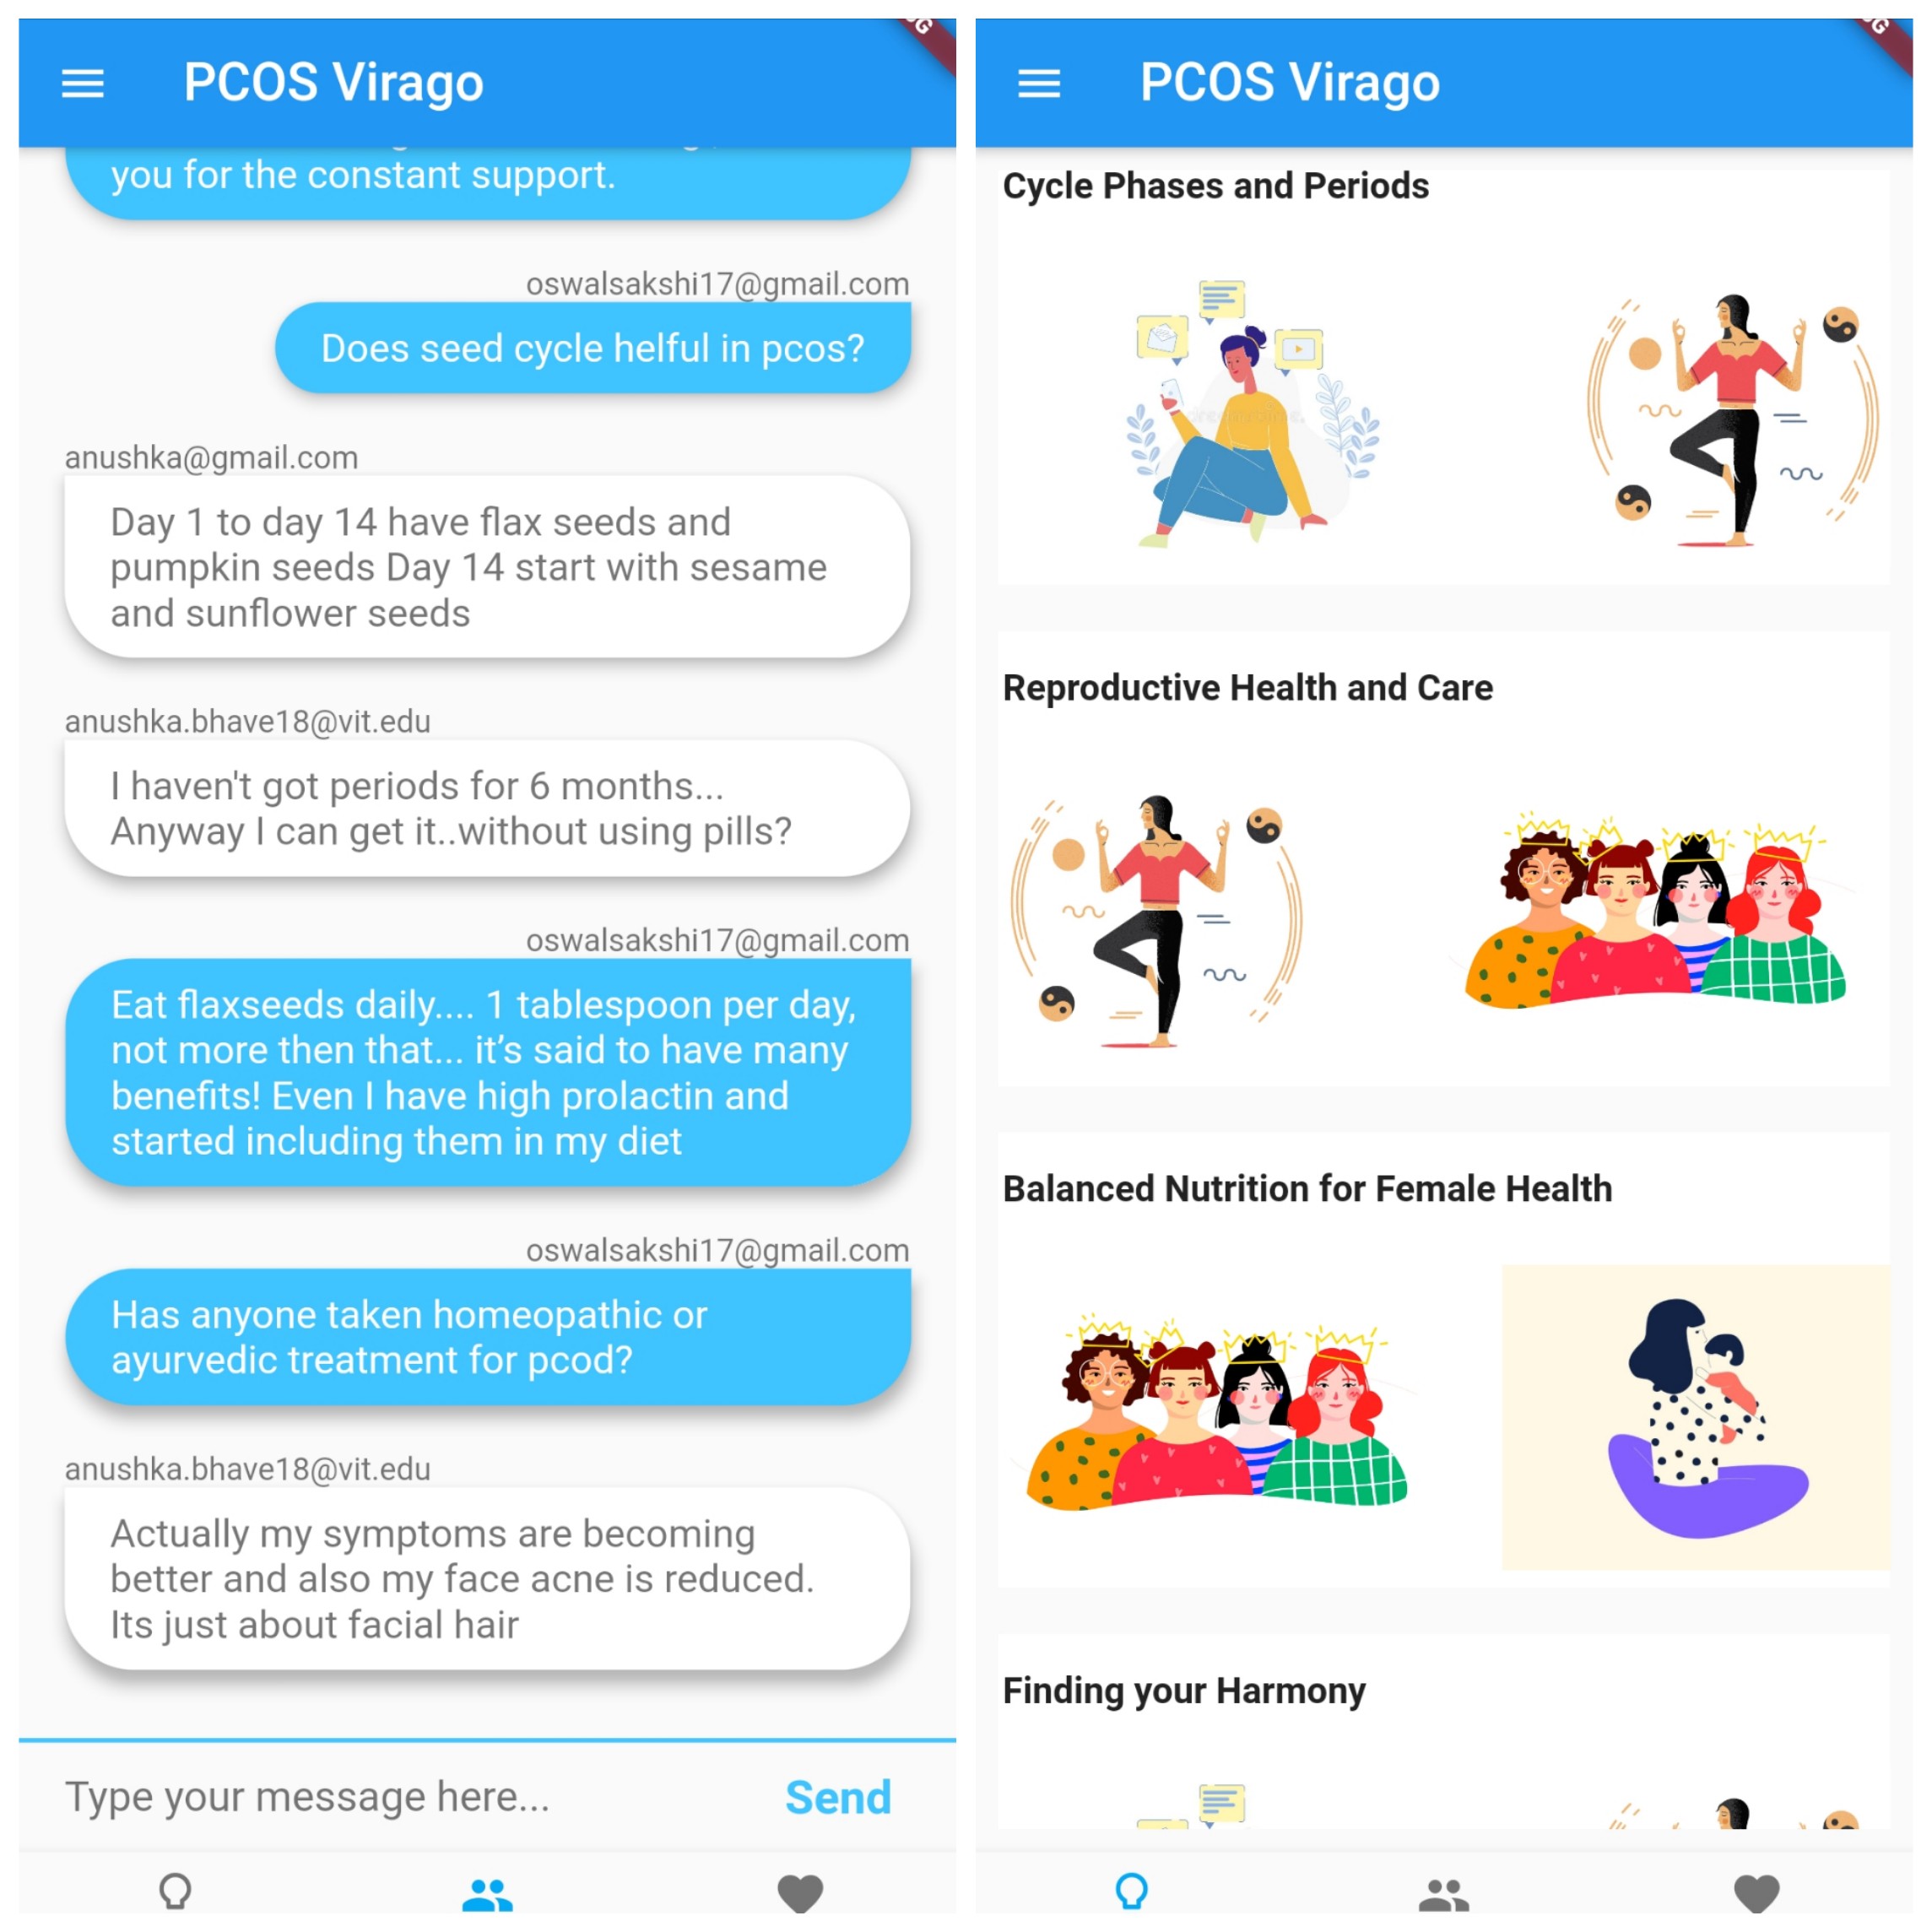 PCOS Virago
you for the constant support.
oswalsakshi17@gmail.com
Does seed cycle helful in pcos?
anushka@gmail.com
Day 1 to day 14 have flax seeds and
pumpkin seeds Day 14 start with sesame
and sunflower seeds
anushka.bhave18@vit.edu
I haven't got periods for 6 months...
Anyway I can get it..without using pills?
oswalsakshi17@gmail.com
Eat flaxseeds daily.... 1 tablespoon per day,
not more then that... it’s said to have many
benefits! Even I have high prolactin and
started including them in my diet
oswalsakshi17@gmail.com
Has anyone taken homeopathic or
ayurvedic treatment for pcod?
anushka.bhave18@vit.edu
Actually my symptoms are becoming
better and also my face acne is reduced.
Its just about facial hair
Type your message here...
Send
PCOS Virago
Cycle Phases and Periods
Reproductive Health and Care
Balanced Nutrition for Female Health
Finding your Harmony